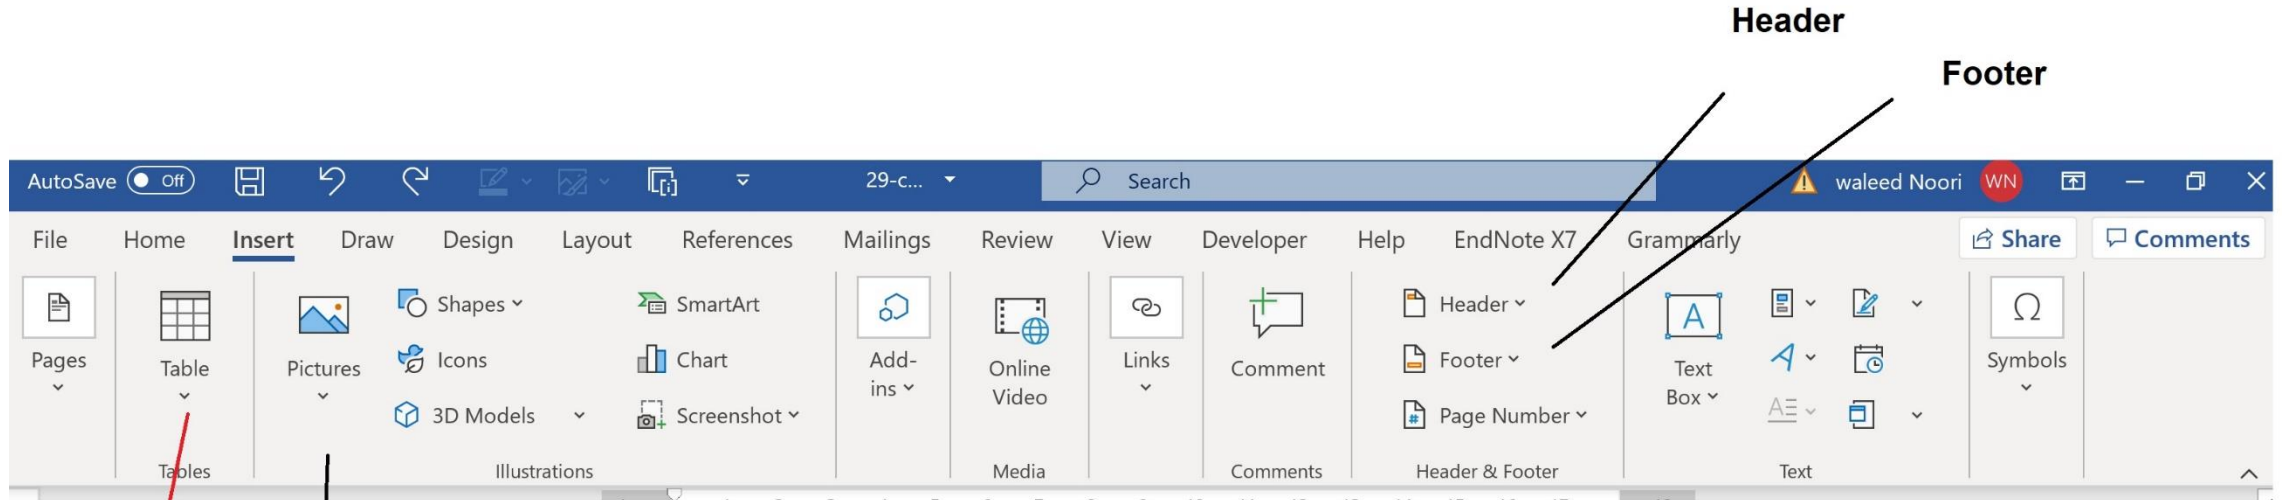 Header
Footer
AutoSave Off 29-c... Search waleed Noori WN
File Home Insert Draw Design Layout References Mailings Review View Developer Help EndNote X7 Grammarly Share Comments
Pages
Table
Pictures
Shapes
Icons
3D Models
SmartArt
Chart
Screenshot
Add-
ins
Online
Video
Links
Comment
Header
Footer
Page Number
Text
Box
Symbols
Tables Illustrations Media Comments Header & Footer Text